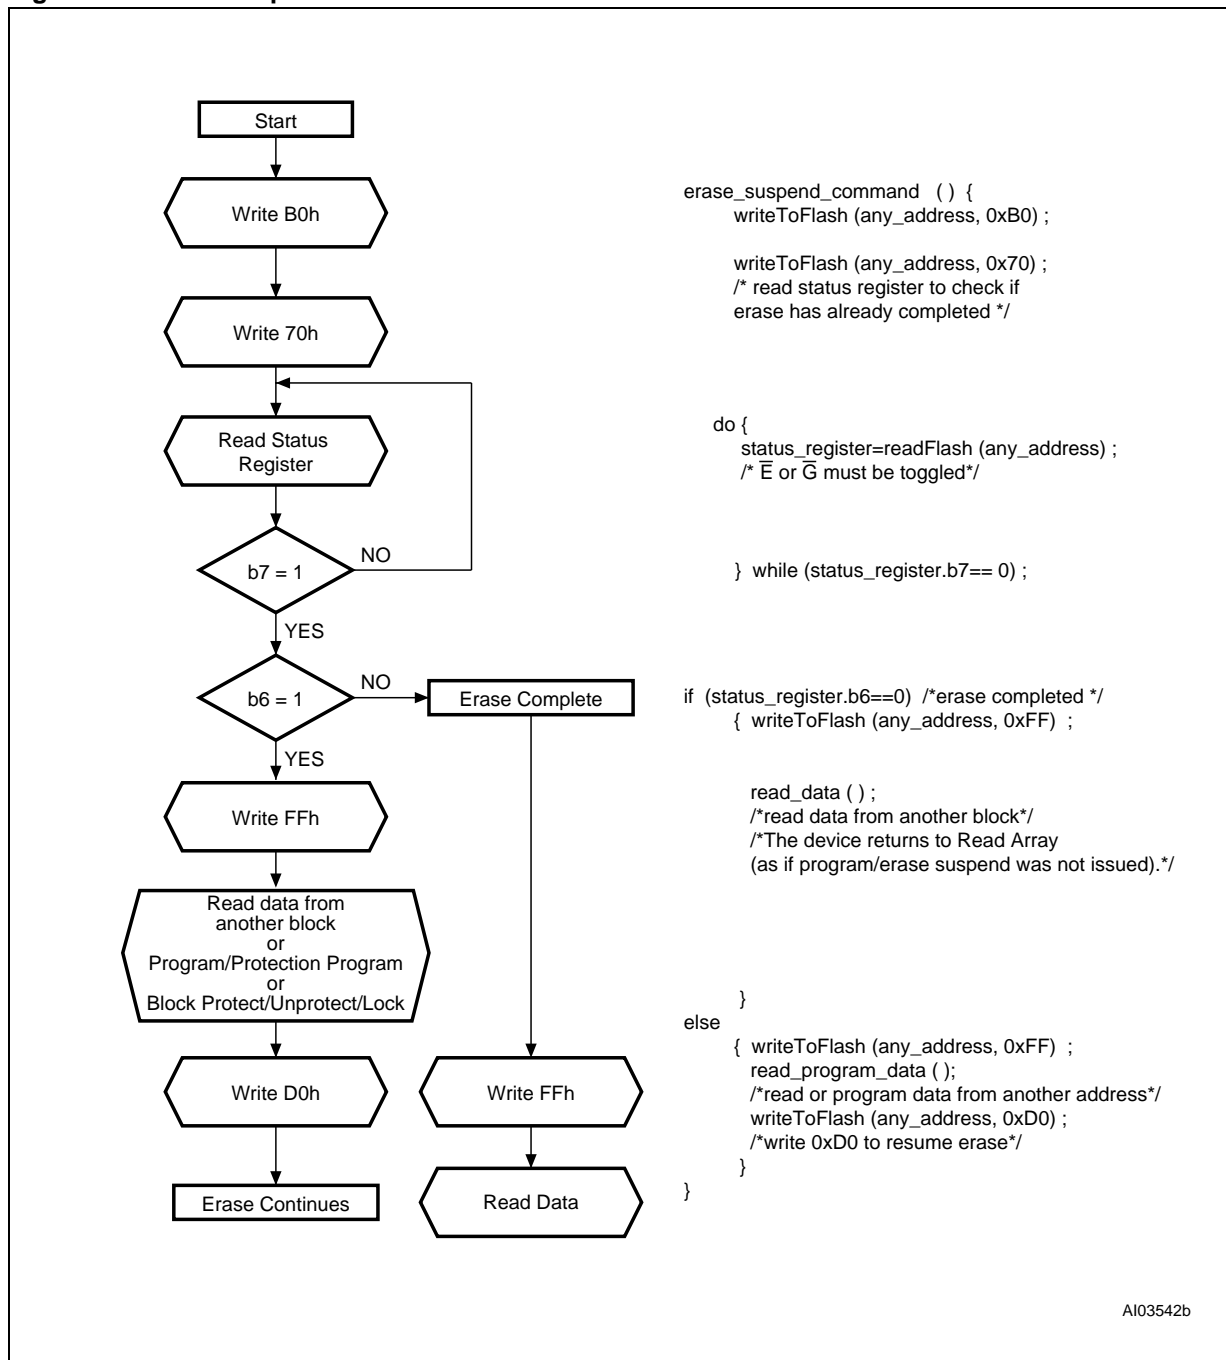 Start
Write B0h
Write 70h
Read Status
Register
NO
b7 = 1
YES
NO
b6 = 1
Erase Complete
YES
Write FFh
Read data from
another block
or
Program/Protection Program
or
Block Protect/Unprotect/Lock
Write D0h
Write FFh
Erase Continues
Read Data
erase_suspend_command ( ) {
writeToFlash (any_address, 0xB0) ;
writeToFlash (any_address, 0x70) ;
/* read status register to check if
erase has already completed */
do {
status_register=readFlash (any_address) ;
/* E̅ or G̅ must be toggled*/
} while (status_register.b7== 0) ;
if (status_register.b6==0) /*erase completed */
{ writeToFlash (any_address, 0xFF) ;
read_data ( ) ;
/*read data from another block*/
/*The device returns to Read Array
(as if program/erase suspend was not issued).*/
}
else
{ writeToFlash (any_address, 0xFF) ;
read_program_data ( );
/*read or program data from another address*/
writeToFlash (any_address, 0xD0) ;
/*write 0xD0 to resume erase*/
}
}
AI03542b